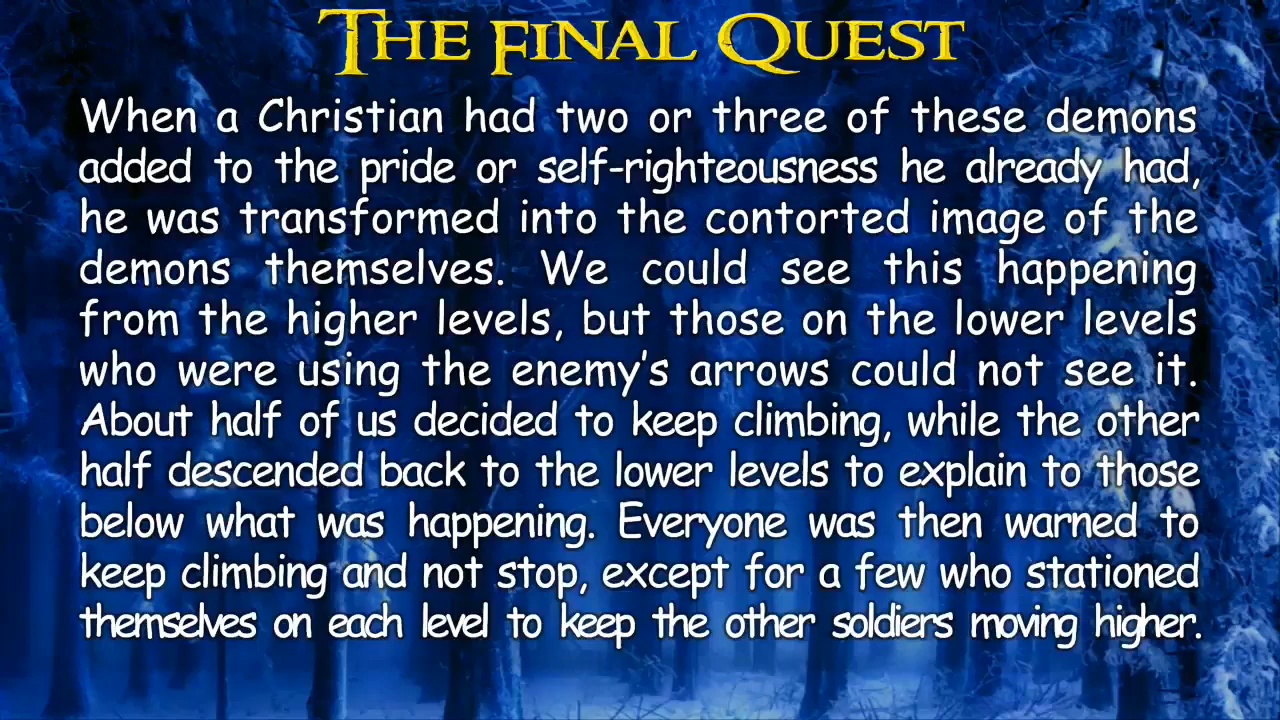 THE FINAL QUEST
When a Christian had two or three of these demons
added to the pride or self-righteousness he already had,
he was transformed into the contorted image of the
demons themselves. We could see this happening
from the higher levels, but those on the lower levels
who were using the enemy's arrows could not see it.
About half of us decided to keep climbing, while the other
half descended back to the lower levels to explain to those
below what was happening. Everyone was then warned to
keep climbing and not stop, except for a few who stationed
themselves on each level to keep the other soldiers moving higher.